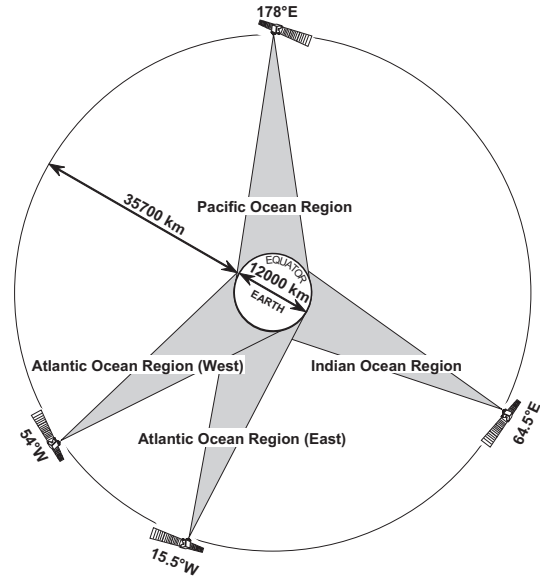 178°E
35700 km
Pacific Ocean Region
EQUATOR
12000 km
EARTH
Atlantic Ocean Region (West)
Indian Ocean Region
54°W
64.5°E
Atlantic Ocean Region (East)
15.5°W